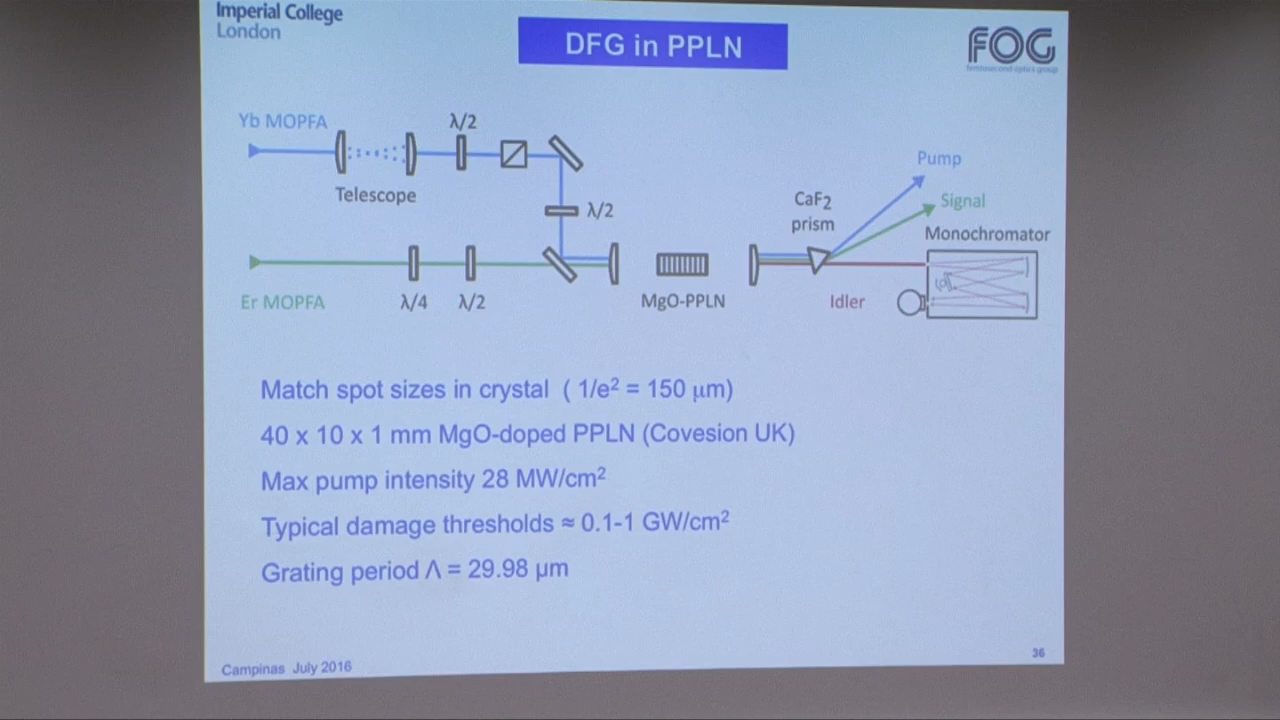 Imperial College
London
DFG in PPLN
FOG
femtosecond optics group
Yb MOPFA
λ/2
Telescope
λ/2
Pump
CaF2
prism
Signal
Monochromator
Er MOPFA
λ/4
λ/2
MgO-PPLN
Idler
Match spot sizes in crystal ( 1/e² = 150 μm)
40 x 10 x 1 mm MgO-doped PPLN (Covesion UK)
Max pump intensity 28 MW/cm²
Typical damage thresholds ≈ 0.1-1 GW/cm²
Grating period Λ = 29.98 μm
Campinas July 2016
36